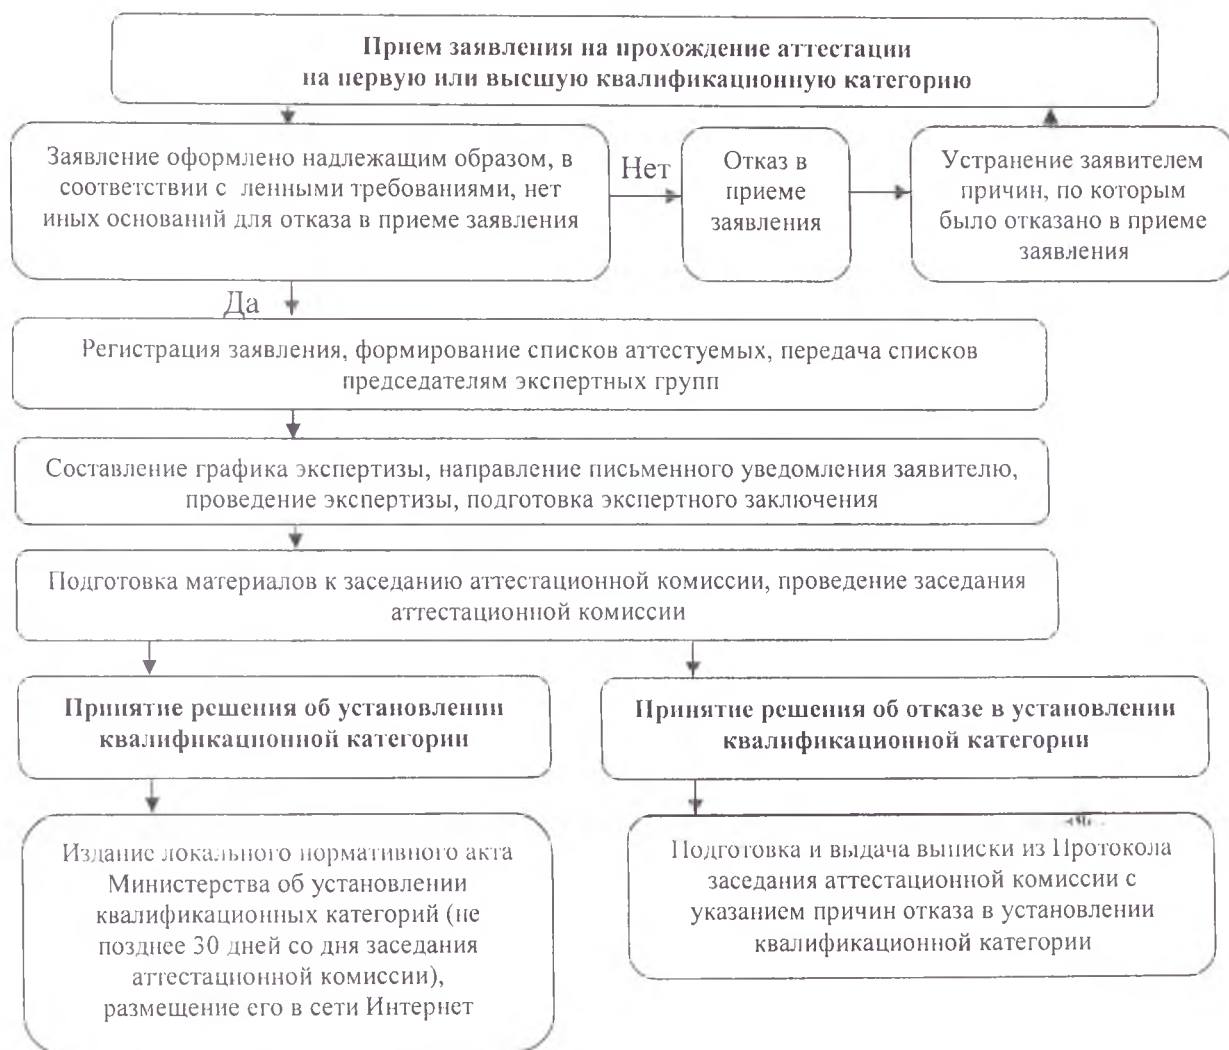 Прием заявления на прохождение аттестации
на первую или высшую квалификационную категорию
Заявление оформлено надлежащим образом, в
соответствии с ленными требованиями, нет
иных оснований для отказа в приеме заявления
Нет
Отказ в
приеме
заявления
Устранение заявителем
причин, по которым
было отказано в приеме
заявления
Да
Регистрация заявления, формирование списков аттестуемых, передача списков
председателям экспертных групп
Составление графика экспертизы, направление письменного уведомления заявителю,
проведение экспертизы, подготовка экспертного заключения
Подготовка материалов к заседанию аттестационной комиссии, проведение заседания
аттестационной комиссии
Принятие решения об установлении
квалификационной категории
Принятие решения об отказе в установлении
квалификационной категории
Издание локального нормативного акта
Министерства об установлении
квалификационных категорий (не
позднее 30 дней со дня заседания
аттестационной комиссии),
размещение его в сети Интернет
Подготовка и выдача выписки из Протокола
заседания аттестационной комиссии с
указанием причин отказа в установлении
квалификационной категории